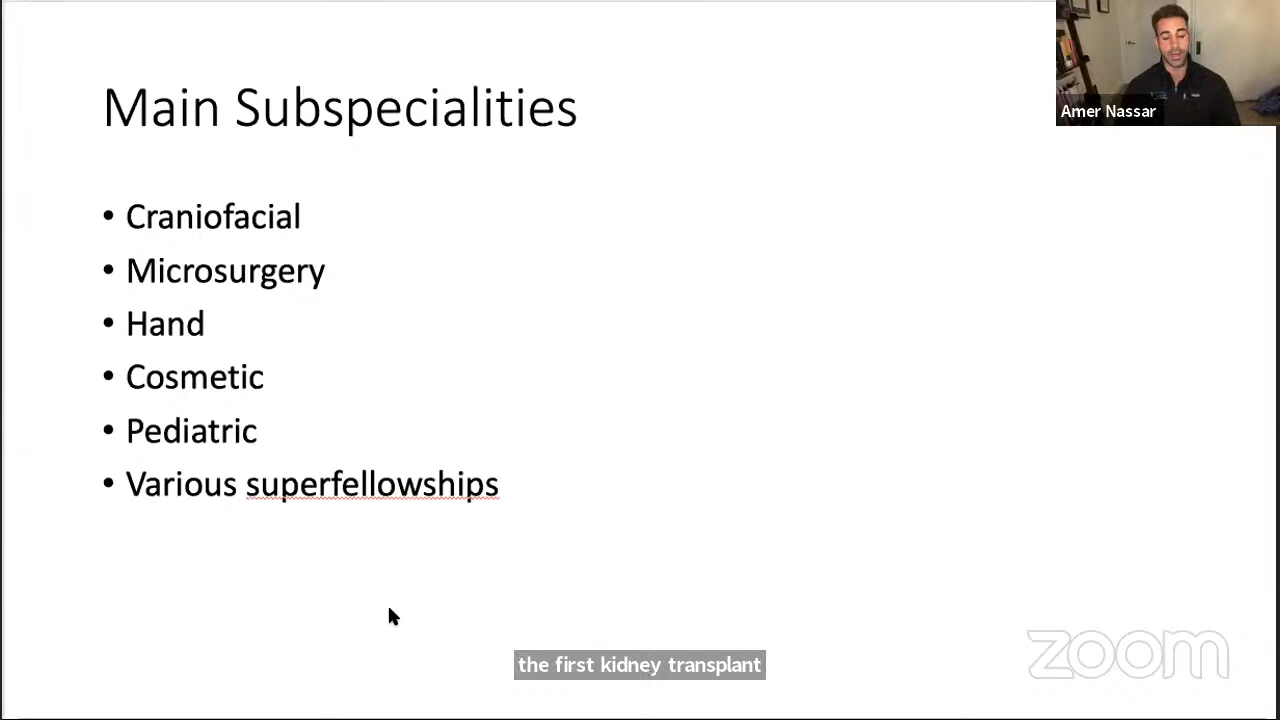 Main Subspecialities
• Craniofacial
• Microsurgery
• Hand
• Cosmetic
• Pediatric
• Various superfellowships
Amer Nassar
the first kidney transplant
zoom